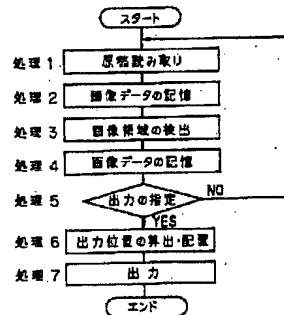 スタート
処理1 原稿読み取り
処理2 画像データの記憶
処理3 画像領域の検出
処理4 画像データの記憶
処理5 出力の指定 NO
YES
処理6 出力位置の算出・配置
処理7 出力
エンド